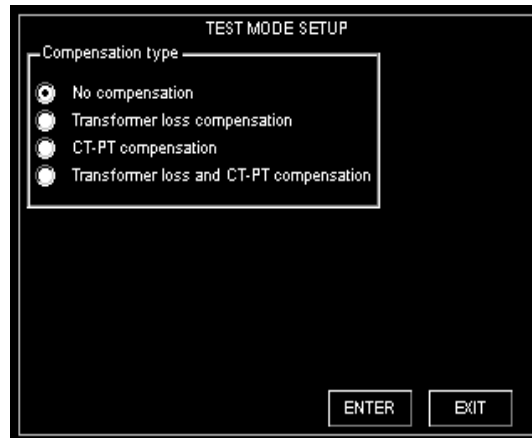 TEST MODE SETUP
Compensation type
No compensation
Transformer loss compensation
CT-PT compensation
Transformer loss and CT-PT compensation
ENTER EXIT